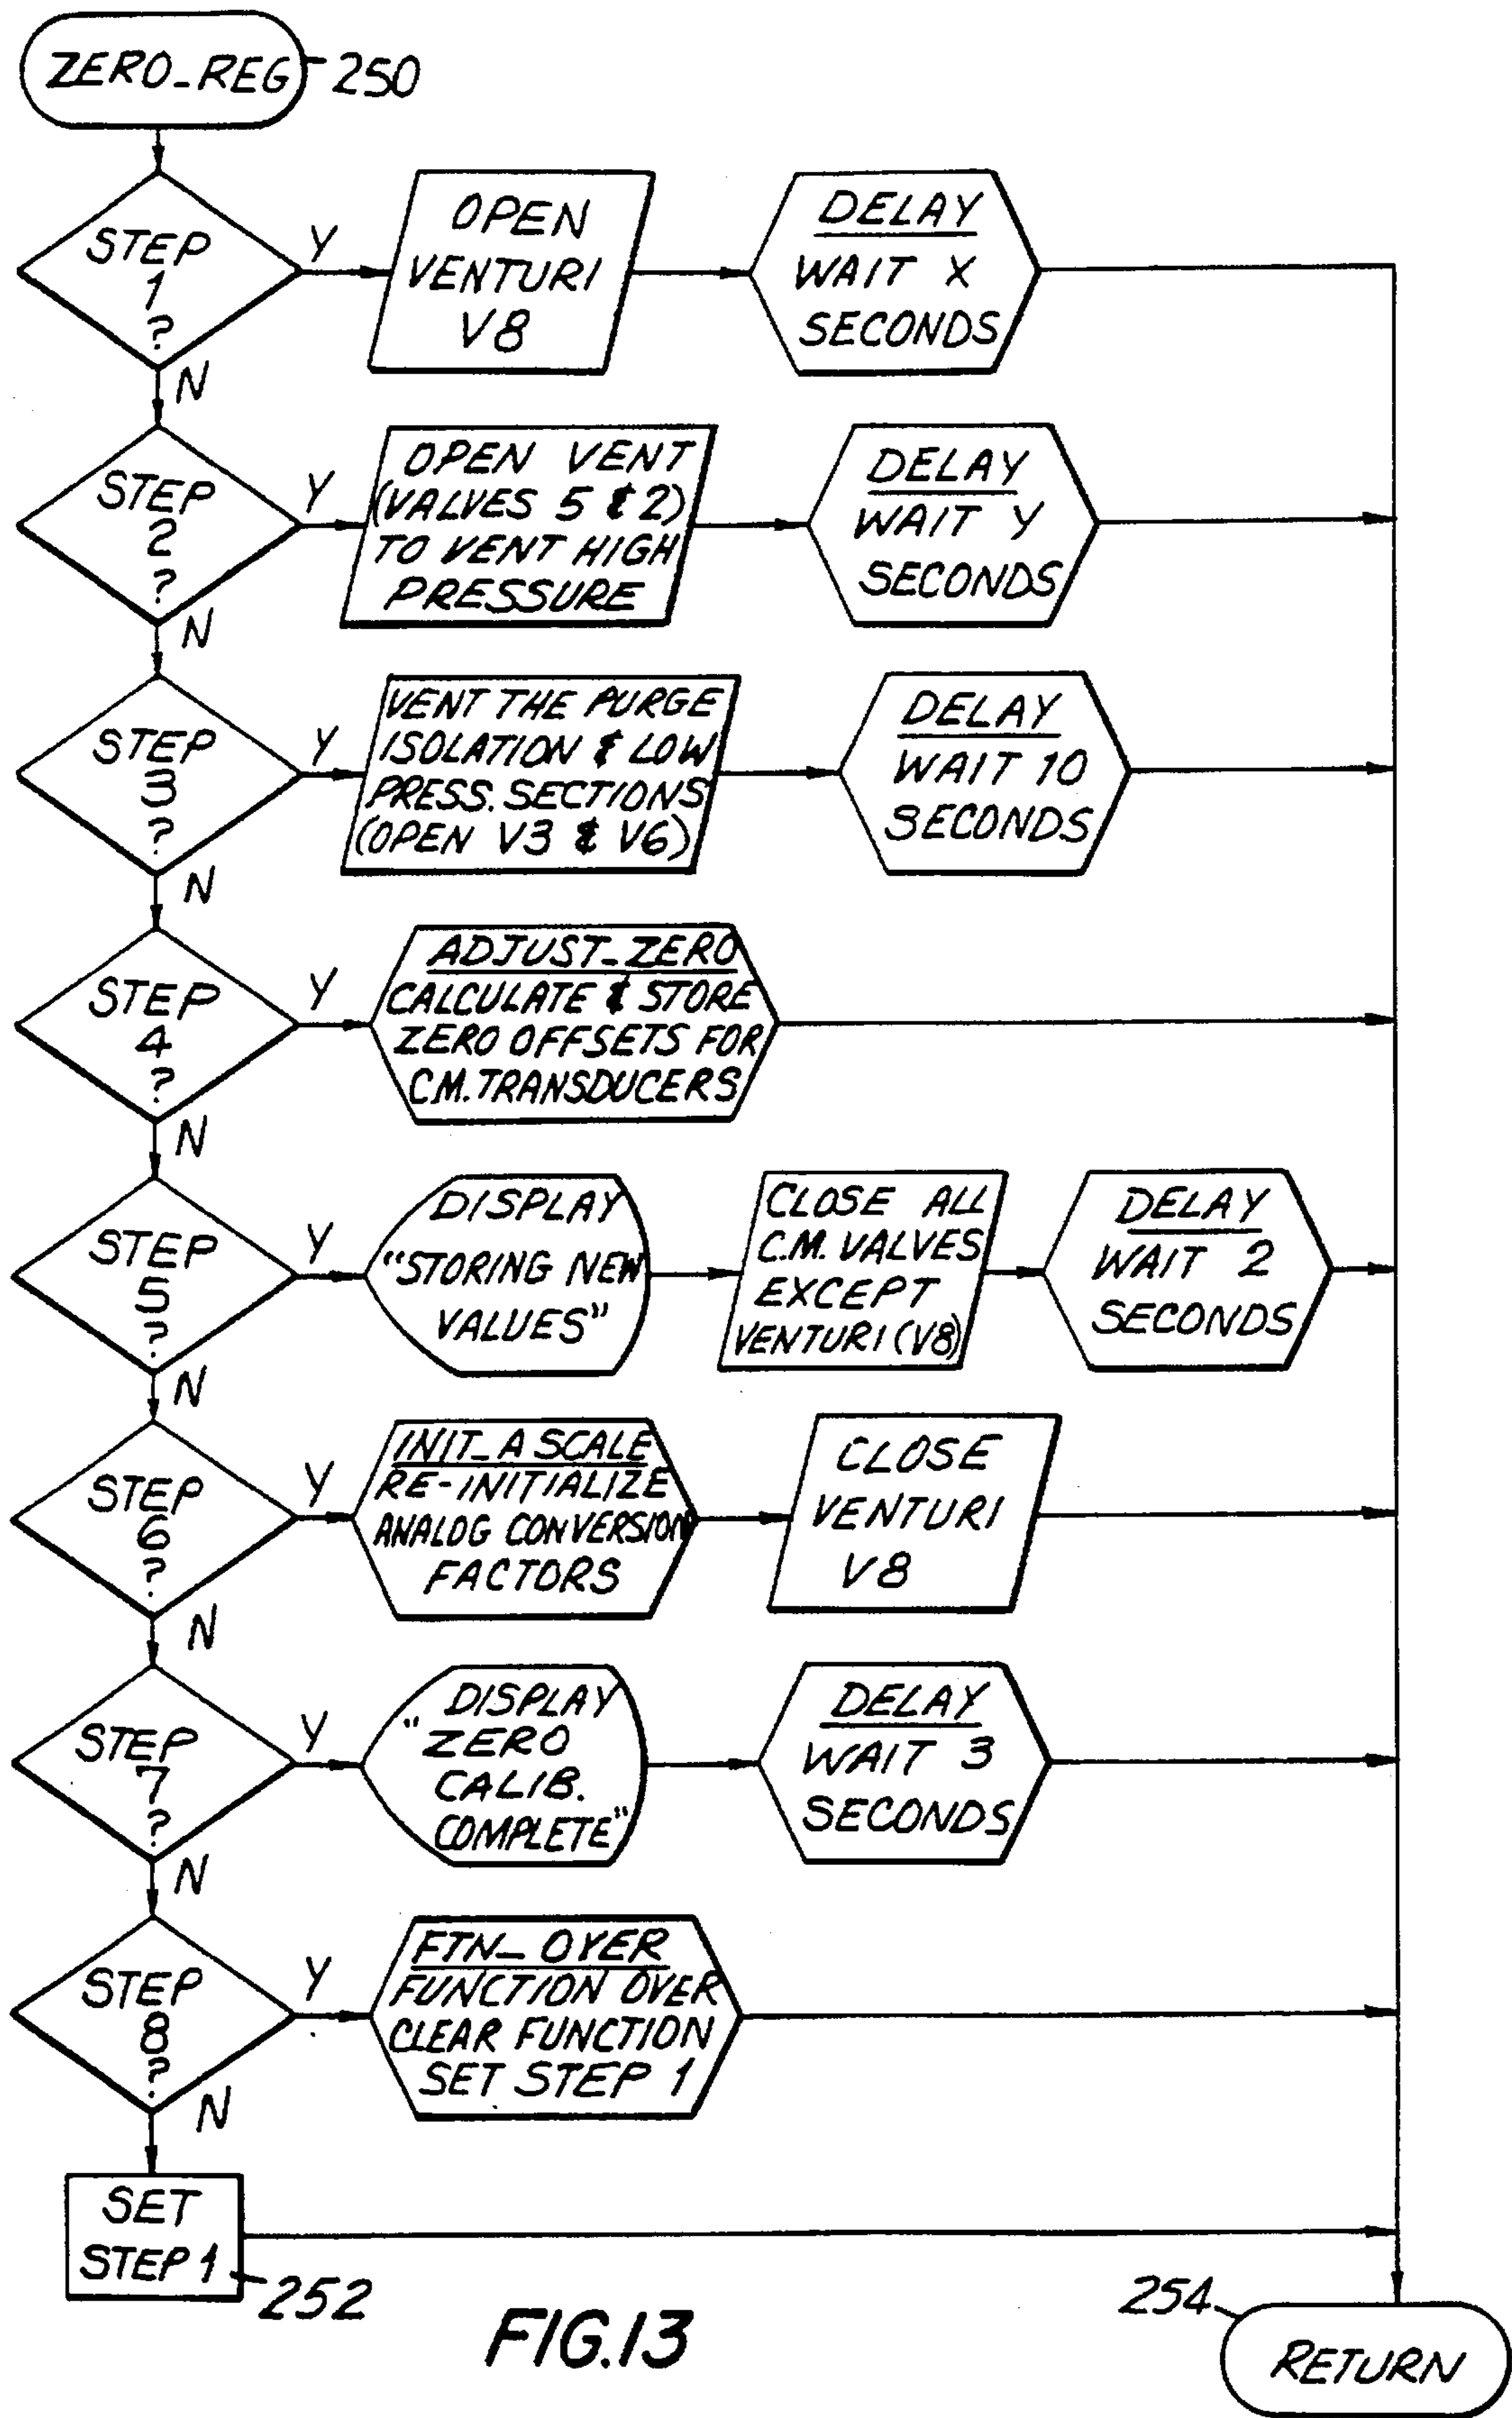 ZERO_REG 250
STEP
1
?
Y
N
OPEN
VENTURI
V8
DELAY
WAIT X
SECONDS
STEP
2
?
Y
N
OPEN VENT
(VALVES 5 & 2)
TO VENT HIGH
PRESSURE
DELAY
WAIT Y
SECONDS
STEP
3
?
Y
N
VENT THE PURGE
ISOLATION & LOW
PRESS. SECTIONS
(OPEN V3 & V6)
DELAY
WAIT 10
SECONDS
STEP
4
?
Y
N
ADJUST_ZERO
CALCULATE & STORE
ZERO OFFSETS FOR
C.M. TRANSDUCERS
STEP
5
?
Y
N
DISPLAY
"STORING NEW
VALUES"
CLOSE ALL
C.M. VALVES
EXCEPT
VENTURI (V8)
DELAY
WAIT 2
SECONDS
STEP
6
?
Y
N
INIT_A SCALE
RE-INITIALIZE
ANALOG CONVERSION
FACTORS
CLOSE
VENTURI
V8
STEP
7
?
Y
N
DISPLAY
"ZERO
CALIB.
COMPLETE"
DELAY
WAIT 3
SECONDS
STEP
8
?
Y
N
FTN_OVER
FUNCTION OVER
CLEAR FUNCTION
SET STEP 1
SET
STEP 1
252
254
RETURN
FIG.13